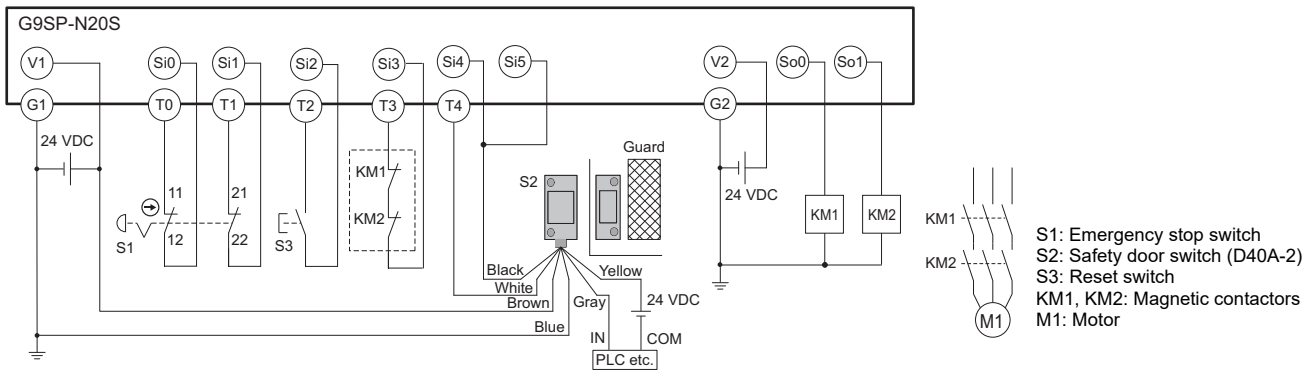 G9SP-N20S
V1
Si0
Si1
Si2
Si3
Si4
Si5
V2
So0
So1
G1
T0
T1
T2
T3
T4
G2
24 VDC
11
21
12
22
S1
S3
KM1
KM2
S2
Guard
24 VDC
KM1
KM2
KM1
KM2
M1
Black
White
Brown
Blue
Gray
Yellow
24 VDC
IN
COM
PLC etc.
S1: Emergency stop switch
S2: Safety door switch (D40A-2)
S3: Reset switch
KM1, KM2: Magnetic contactors
M1: Motor